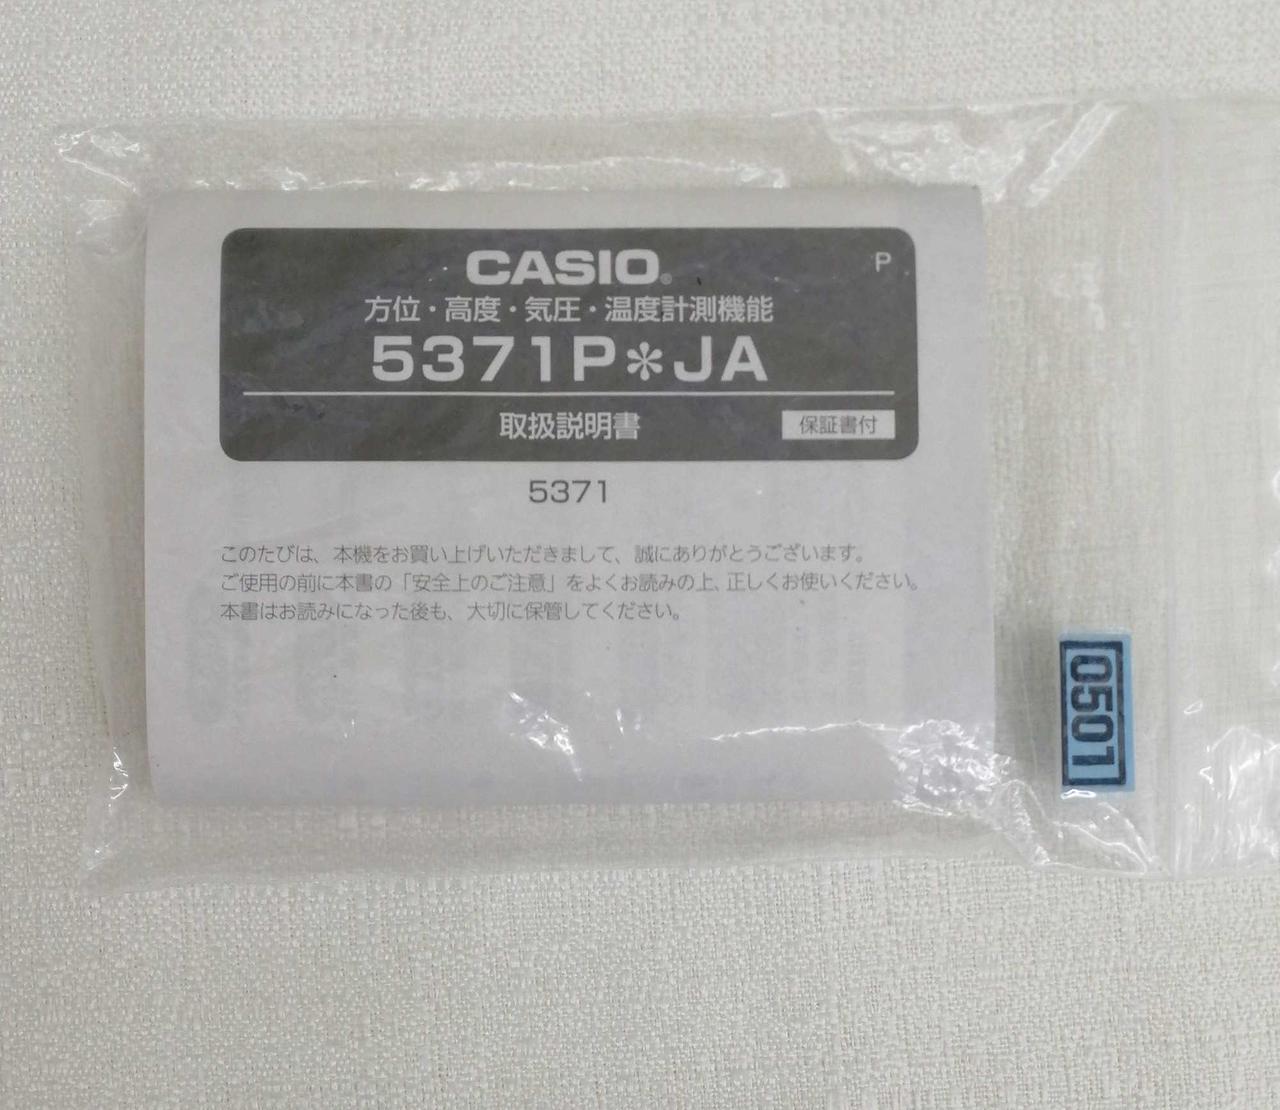 CASIO®
P
方位・高度・気圧・温度計測機能
5371P✻JA
取扱説明書
保証書付
5371
このたびは、本機をお買い上げいただきまして、誠にありがとうございます。
ご使用の前に本書の「安全上のご注意」をよくお読みの上、正しくお使いください。
本書はお読みになった後も、大切に保管してください。
0501